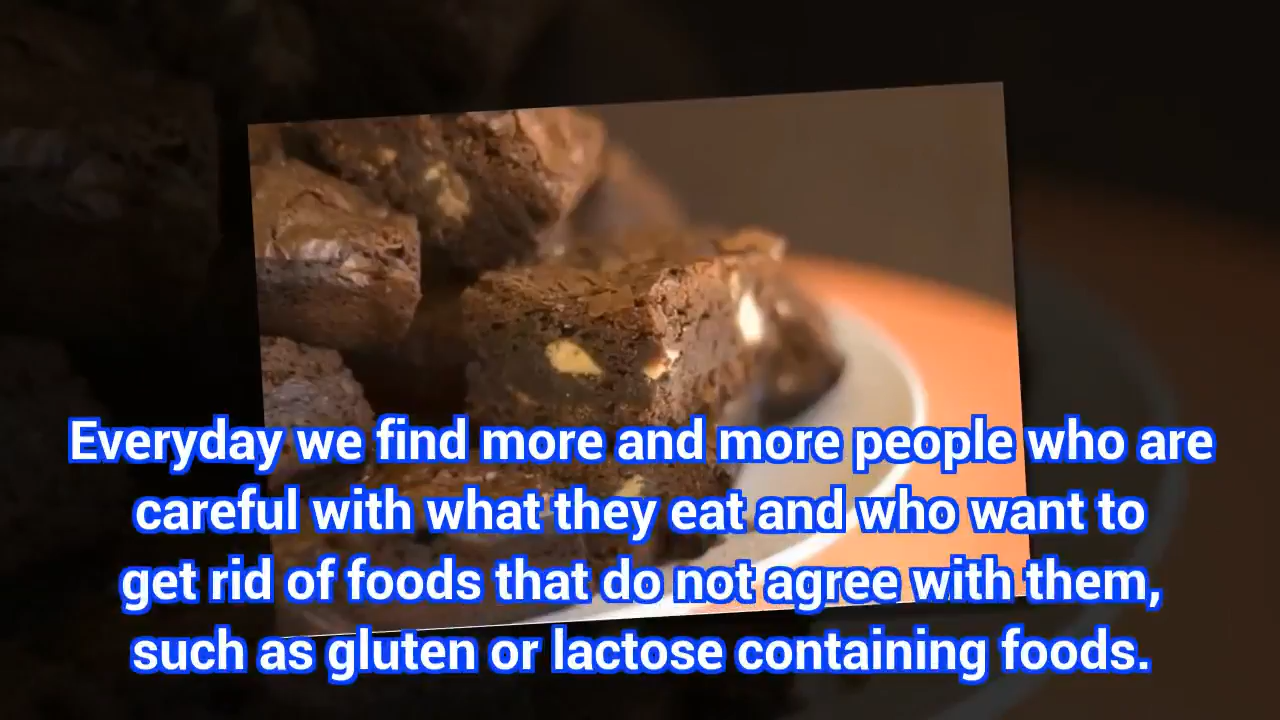 Everyday we find more and more people who are
careful with what they eat and who want to
get rid of foods that do not agree with them,
such as gluten or lactose containing foods.